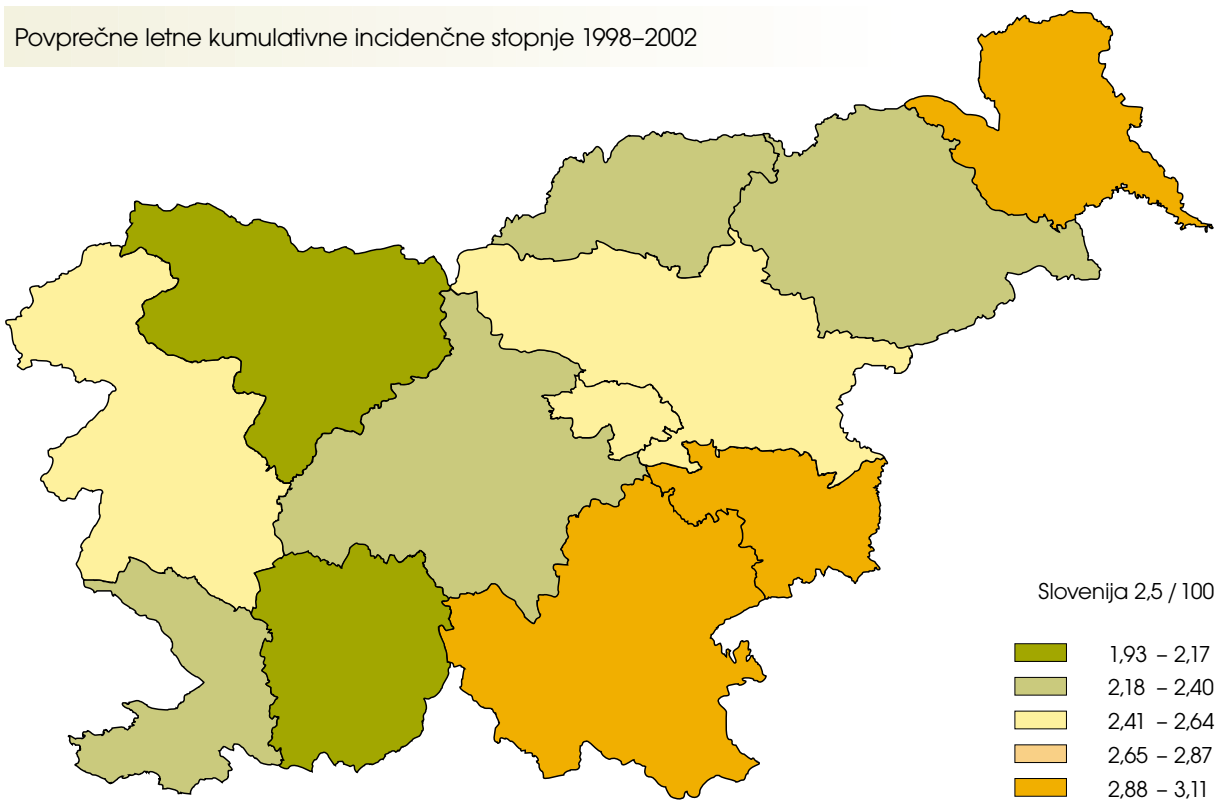 Povprečne letne kumulativne incidenčne stopnje 1998–2002
Slovenija 2,5 / 100
1,93 – 2,17
2,18 – 2,40
2,41 – 2,64
2,65 – 2,87
2,88 – 3,11